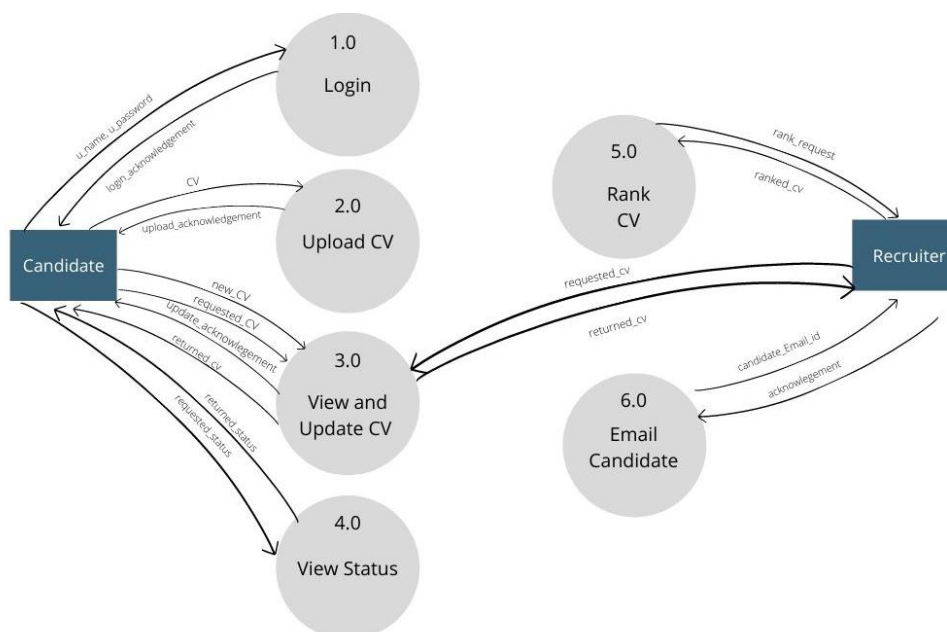 1.0
Login
u_name, u_password
login_acknowledgement
CV
upload_acknowledgement
2.0
Upload CV
Candidate
new_CV
requested_CV
update_acknowlegement
returned_cv
3.0
View and
Update CV
returned_status
requested_status
4.0
View Status
5.0
Rank
CV
rank_request
ranked_cv
Recruiter
requested_cv
returned_cv
candidate_Email_id
acknowlegement
6.0
Email
Candidate